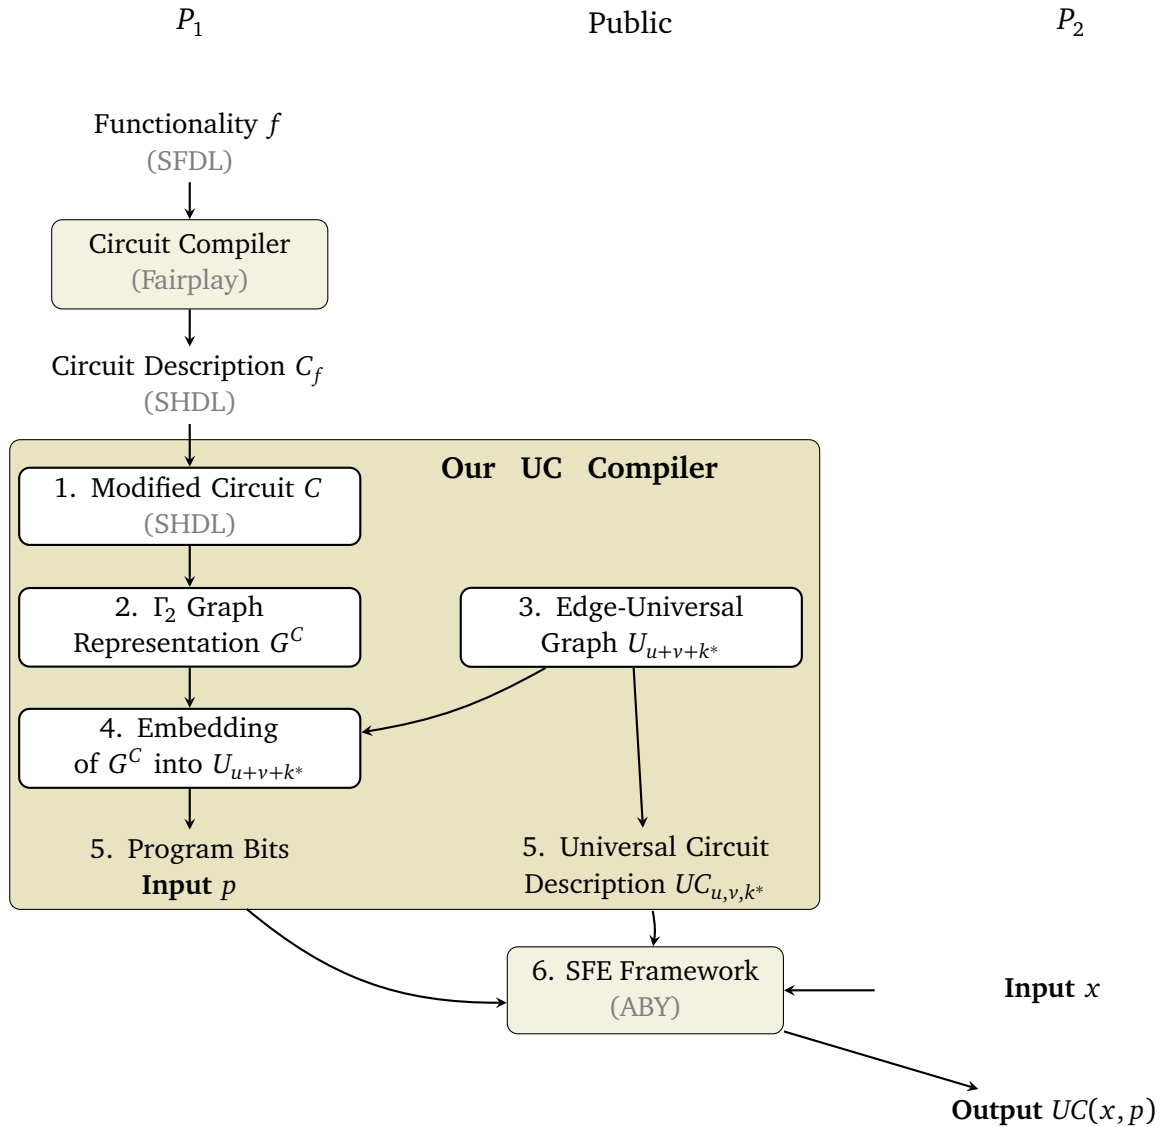 P₁ Public P₂
Functionality f
(SFDL)
Circuit Compiler
(Fairplay)
Circuit Description C_f
(SHDL)
Our UC Compiler
1. Modified Circuit C
(SHDL)
2. Γ₂ Graph
Representation G^C
3. Edge-Universal
Graph U_{u+v+k*}
4. Embedding
of G^C into U_{u+v+k*}
5. Program Bits
Input p
5. Universal Circuit
Description UC_{u,v,k*}
6. SFE Framework
(ABY)
Input x
Output UC(x, p)